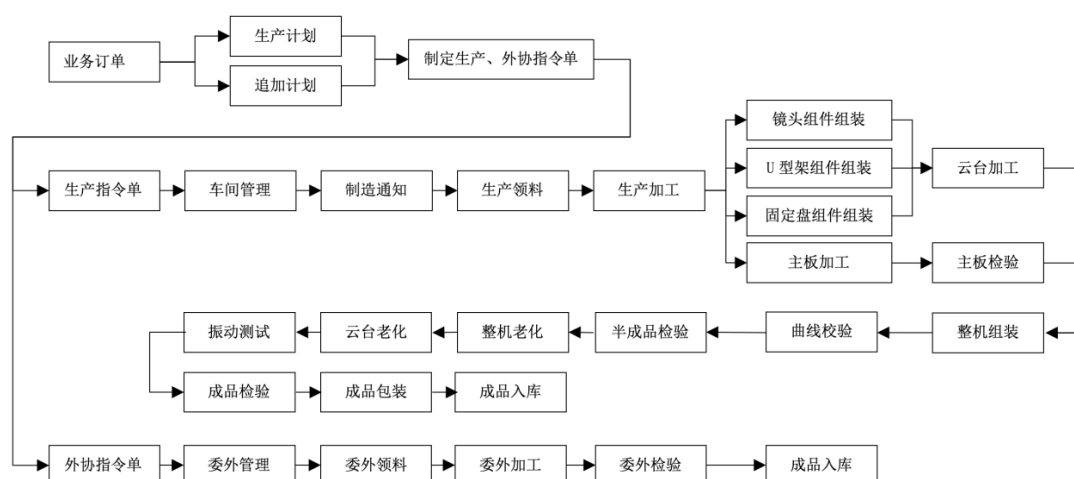 业务订单
生产计划
追加计划
制定生产、外协指令单
生产指令单
车间管理
制造通知
生产领料
生产加工
镜头组件组装
U型架组件组装
固定盘组件组装
主板加工
云台加工
主板检验
整机组装
曲线校验
半成品检验
整机老化
云台老化
振动测试
成品检验
成品包装
成品入库
外协指令单
委外管理
委外领料
委外加工
委外检验
成品入库